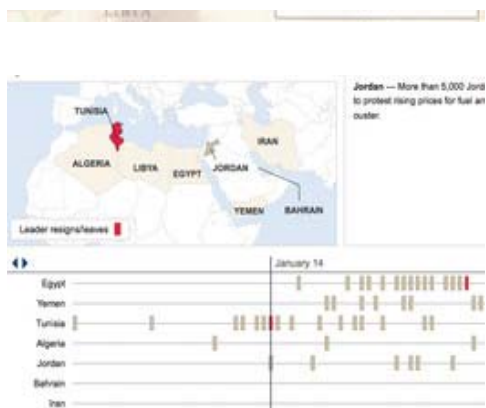 Jordan — More than 5,000 Jord
to protest rising prices for fuel an
ouster.
TUNISIA
IRAN
ALGERIA
LIBYA
EGYPT
JORDAN
YEMEN
BAHRAIN
Leader resigns/leaves
January 14
Egypt
Yemen
Tunisia
Algeria
Jordan
Bahrain
Iran